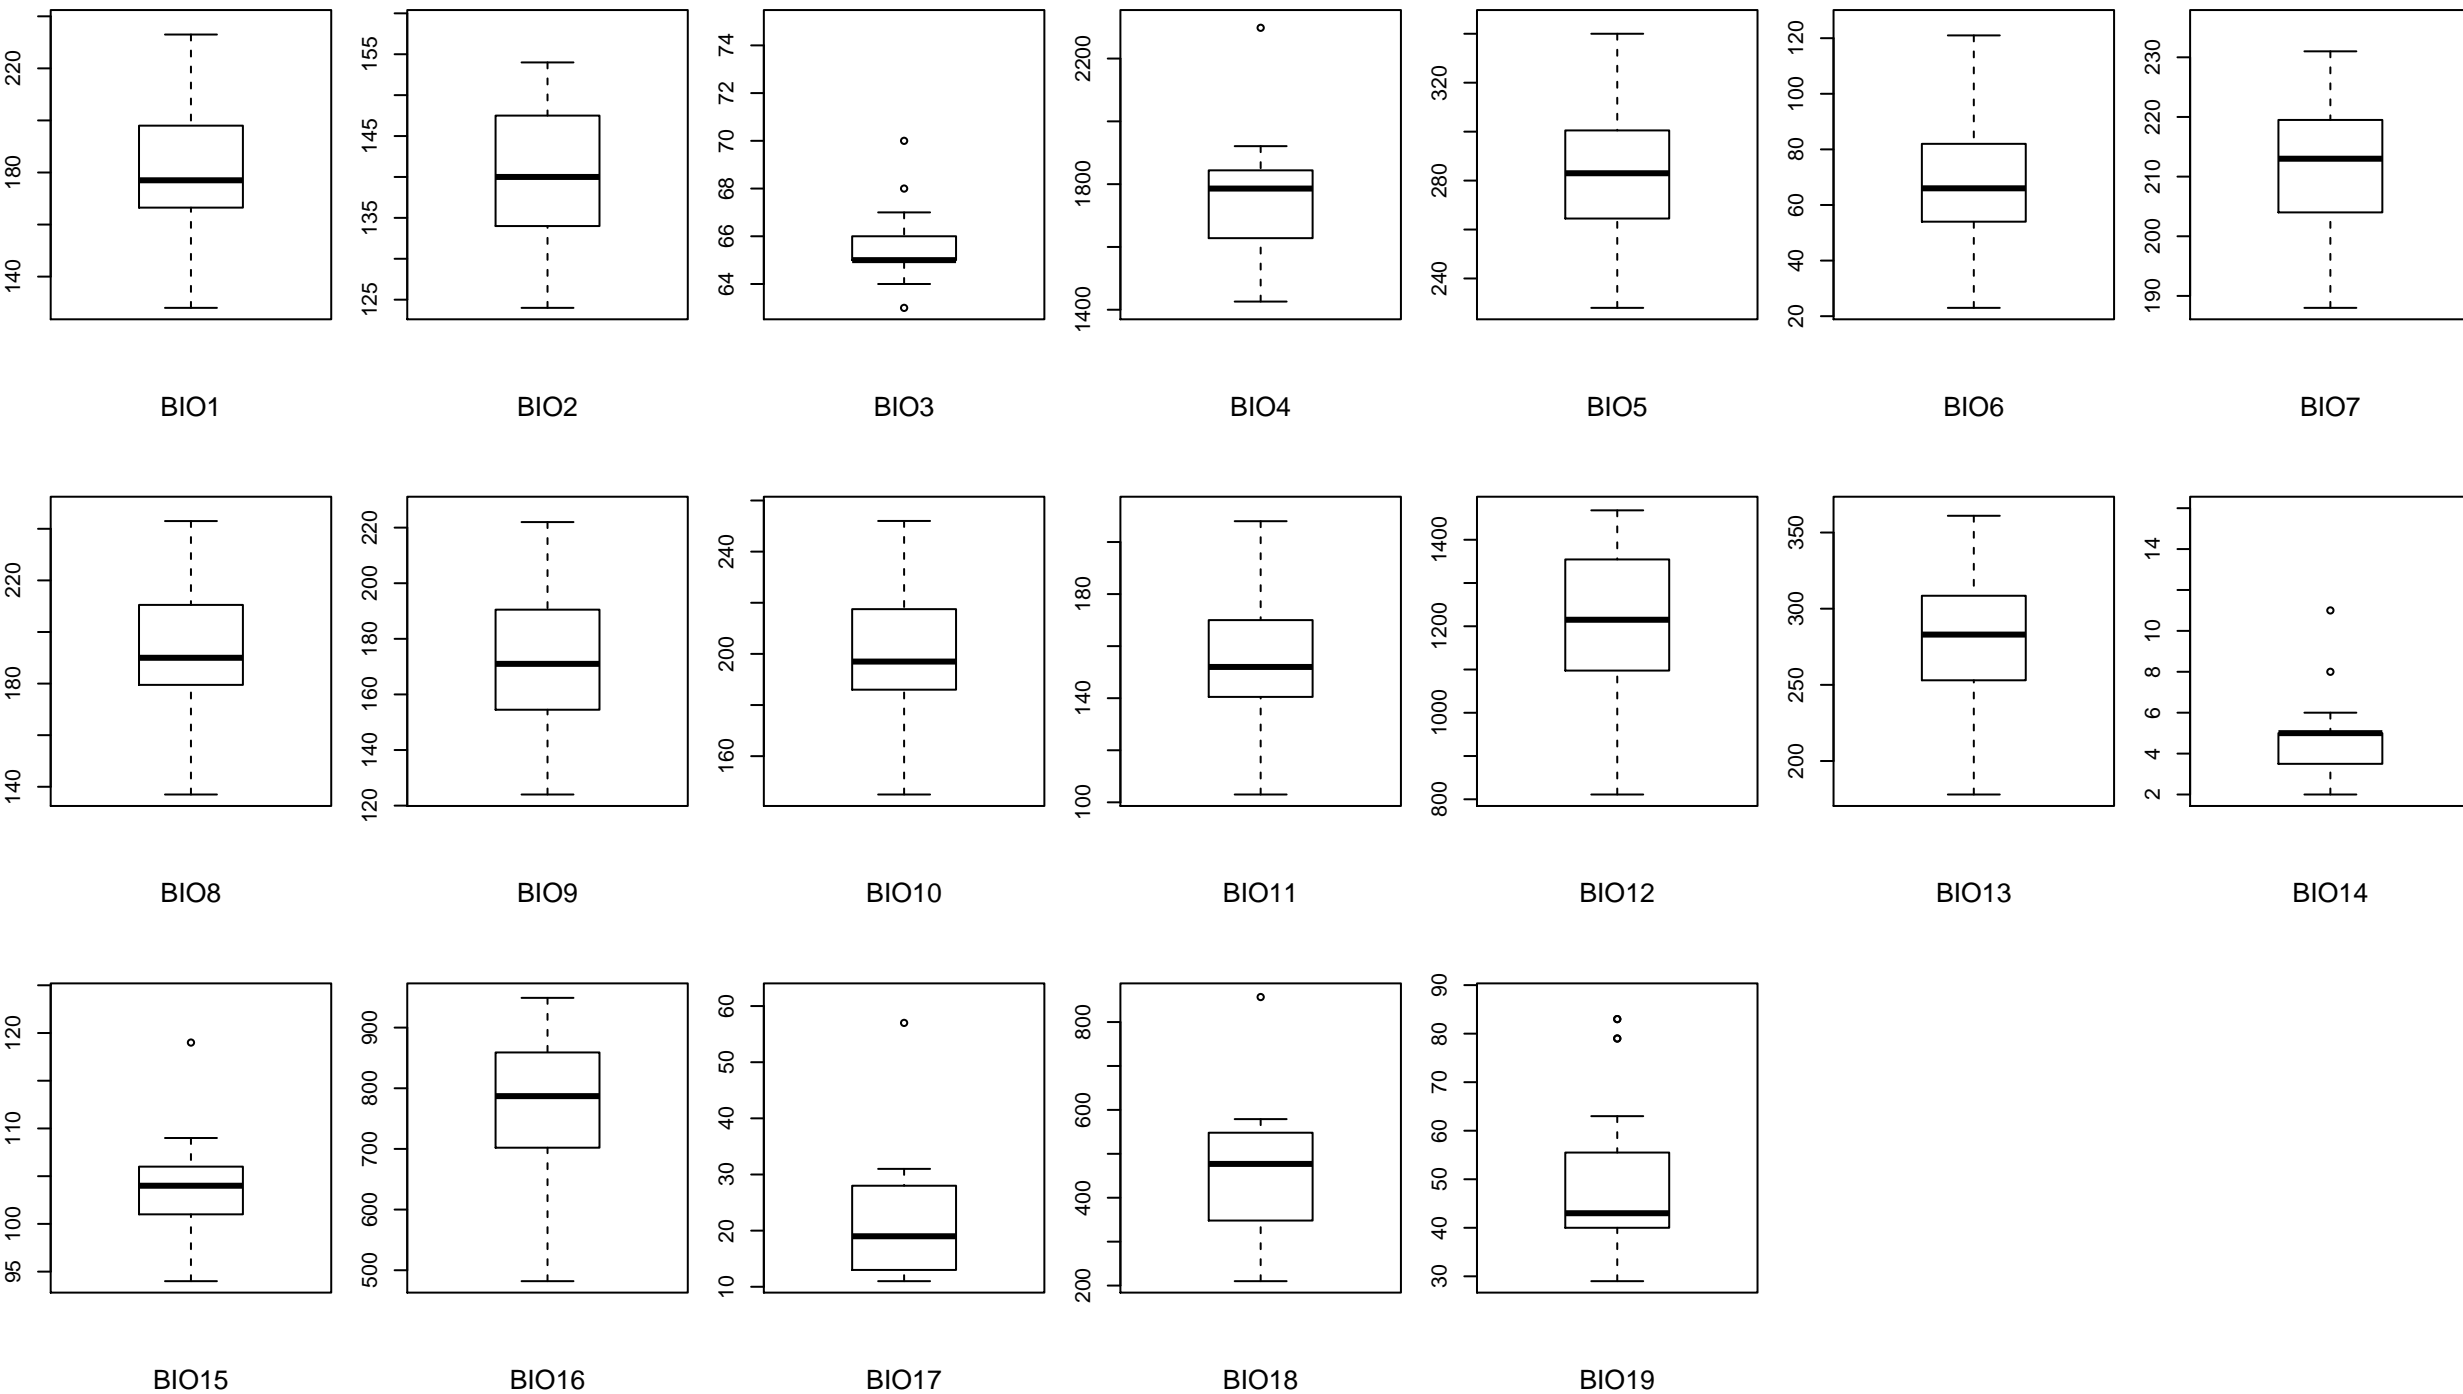 140 180 220
125 135 145 155
64 66 68 70 72 74
1400 1800 2200
240 280 320
20 40 60 80 100 120
190 200 210 220 230
BIO1 BIO2 BIO3 BIO4 BIO5 BIO6 BIO7
140 180 220
120 140 160 180 200 220
160 200 240
100 140 180
800 1000 1200 1400
200 250 300 350
2 4 6 8 10 14
BIO8 BIO9 BIO10 BIO11 BIO12 BIO13 BIO14
95 100 110 120
500 600 700 800 900
10 20 30 40 50 60
200 400 600 800
30 40 50 60 70 80 90
BIO15 BIO16 BIO17 BIO18 BIO19